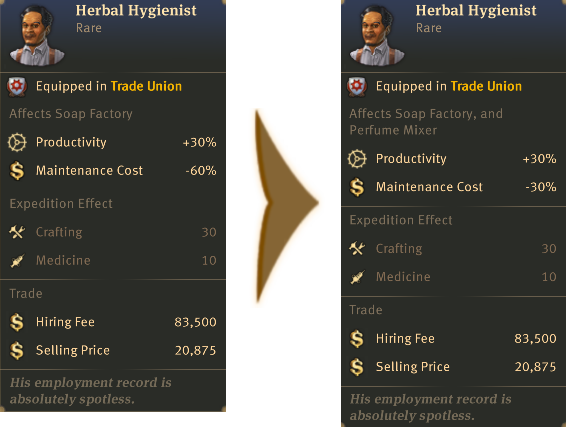 Herbal Hygienist
Rare
Equipped in Trade Union
Affects Soap Factory
Productivity +30%
Maintenance Cost -60%
Expedition Effect
Crafting 30
Medicine 10
Trade
Hiring Fee 83,500
Selling Price 20,875
His employment record is
absolutely spotless.
Herbal Hygienist
Rare
Equipped in Trade Union
Affects Soap Factory, and
Perfume Mixer
Productivity +30%
Maintenance Cost -30%
Expedition Effect
Crafting 30
Medicine 10
Trade
Hiring Fee 83,500
Selling Price 20,875
His employment record is
absolutely spotless.